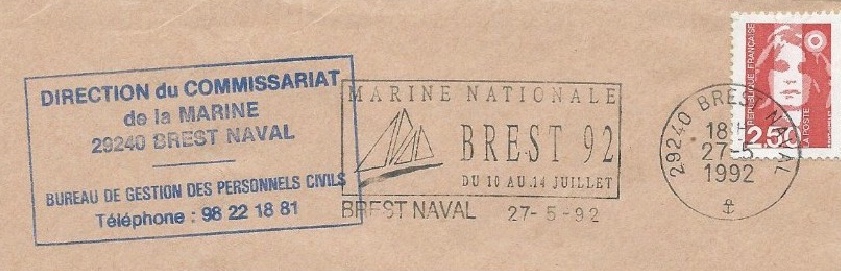 DIRECTION du COMMISSARIAT
de la MARINE
29240 BREST NAVAL
BUREAU DE GESTION DES PERSONNELS CIVILS
Téléphone : 98 22 18 81
MARINE NATIONALE
BREST 92
DU 10 AU 14 JUILLET
BREST NAVAL 27-5-92
29240 BREST NAVAL
18H
27-5
1992
REPUBLIQUE FRANÇAISE
2,50
LA POSTE